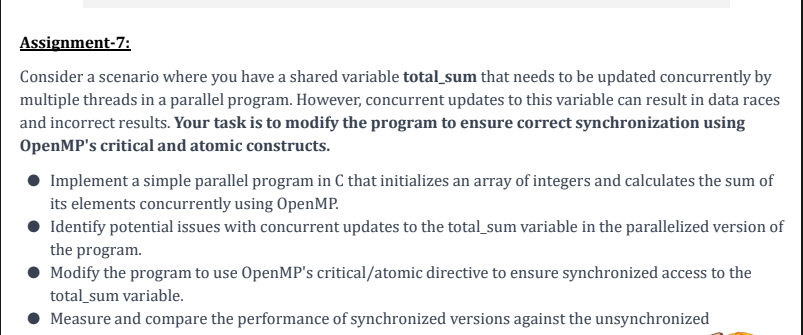 Assignment-7:
Consider a scenario where you have a shared variable total_sum that needs to be updated concurrently by
multiple threads in a parallel program. However, concurrent updates to this variable can result in data races
and incorrect results. Your task is to modify the program to ensure correct synchronization using
OpenMP's critical and atomic constructs.
● Implement a simple parallel program in C that initializes an array of integers and calculates the sum of
its elements concurrently using OpenMP.
● Identify potential issues with concurrent updates to the total_sum variable in the parallelized version of
the program.
● Modify the program to use OpenMP's critical/atomic directive to ensure synchronized access to the
total_sum variable.
● Measure and compare the performance of synchronized versions against the unsynchronized